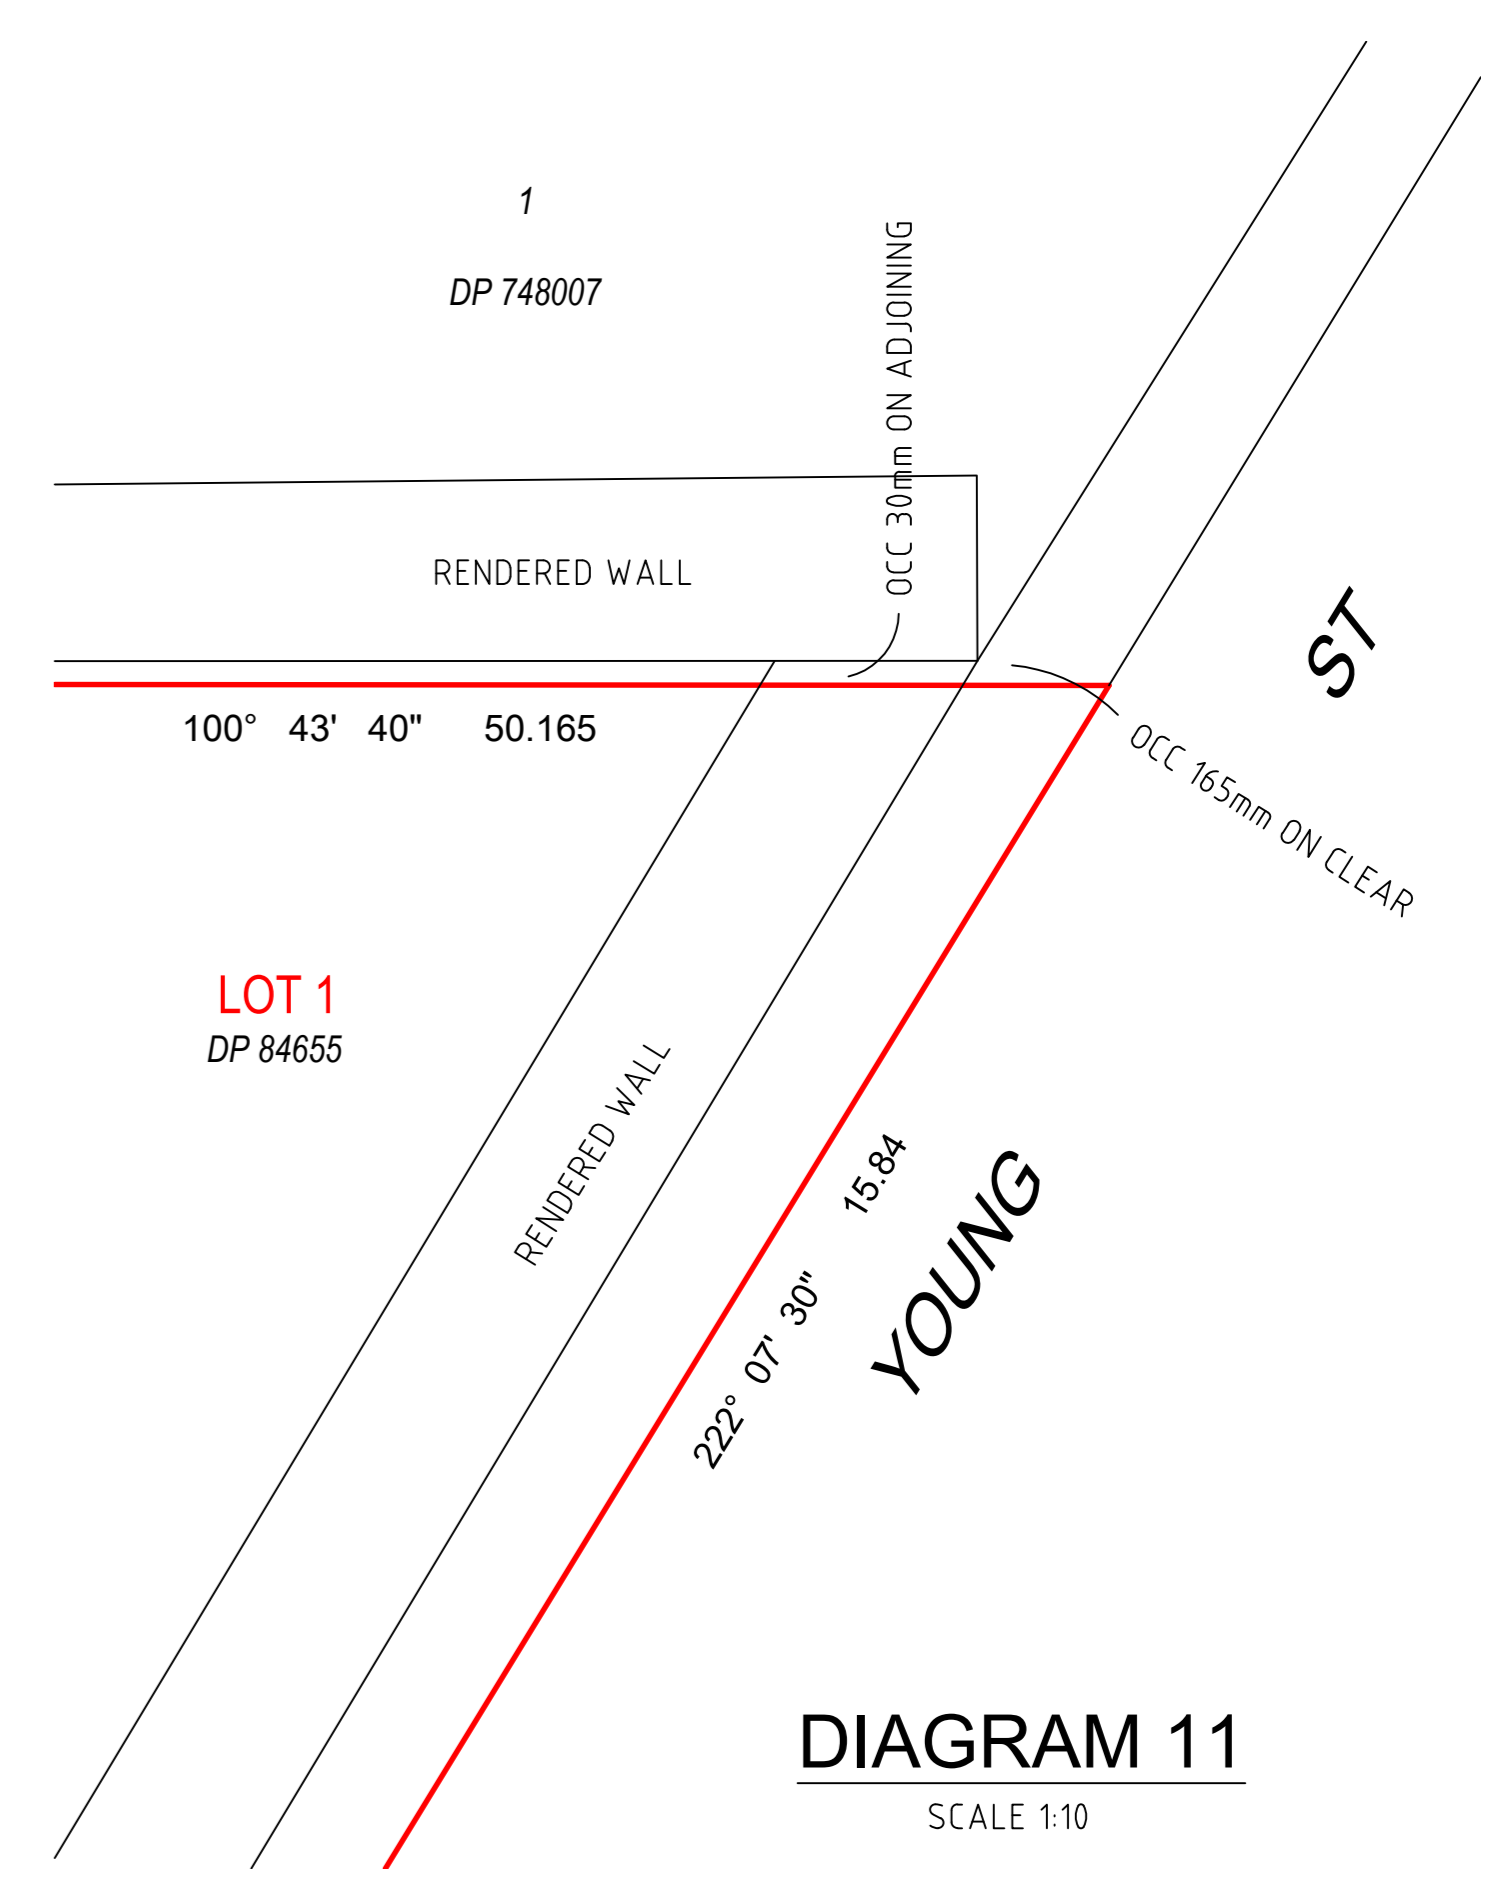 1
DP 748007
OCC 30mm ON ADJOINING
RENDERED WALL
ST
100° 43' 40" 50.165
OCC 165mm ON CLEAR
LOT 1
DP 84655
RENDERED WALL
222° 07' 30" 15.84
YOUNG
DIAGRAM 11
SCALE 1:10